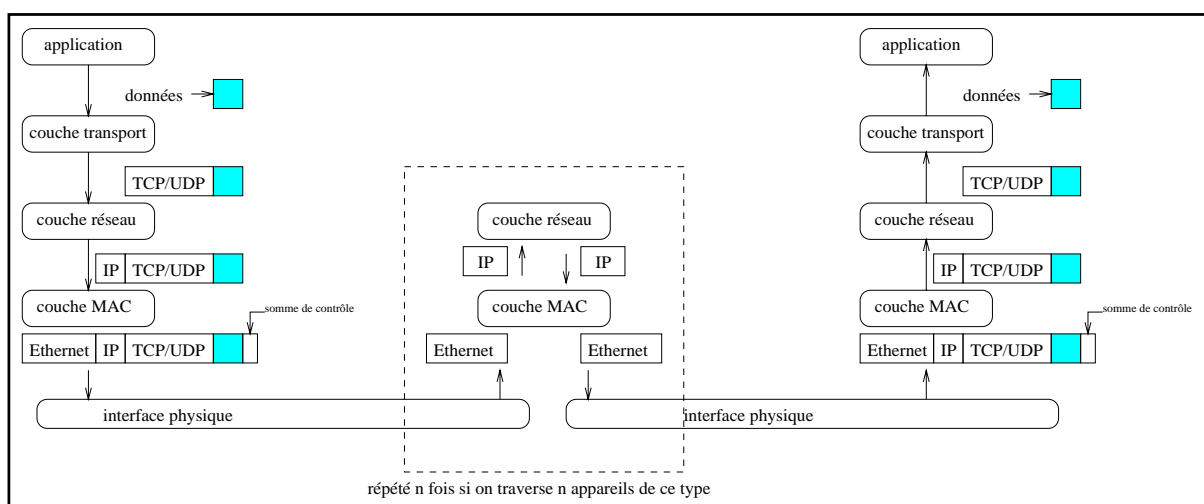 application
données
couche transport
TCP/UDP
couche réseau
IP TCP/UDP
couche MAC
somme de contrôle
Ethernet IP TCP/UDP
interface physique
couche réseau
IP IP
couche MAC
Ethernet Ethernet
répété n fois si on traverse n appareils de ce type
application
données
couche transport
TCP/UDP
couche réseau
IP TCP/UDP
couche MAC
somme de contrôle
Ethernet IP TCP/UDP
interface physique